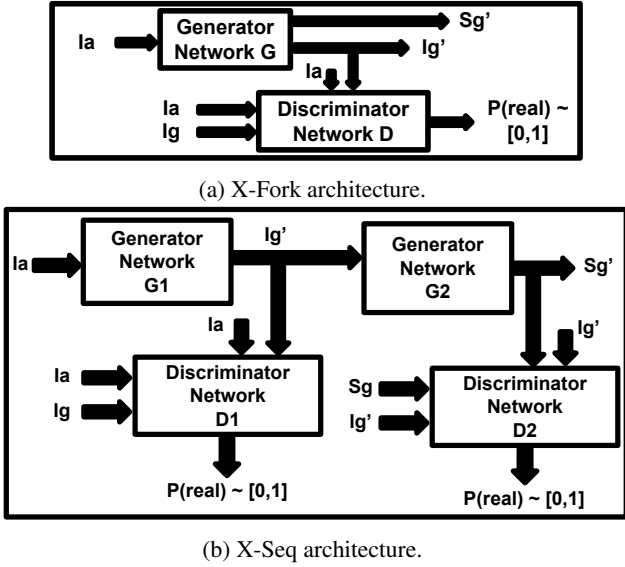 Ia
Generator
Network G
Sg’
Ig’
Ia
Ia
Ig
Discriminator
Network D
P(real) ~
[0,1]
(a) X-Fork architecture.
Ia
Generator
Network
G1
Ig’
Generator
Network
G2
Sg’
Ia
Ig’
Ia
Ig
Discriminator
Network
D1
Sg
Ig’
Discriminator
Network
D2
P(real) ~ [0,1]
P(real) ~ [0,1]
(b) X-Seq architecture.